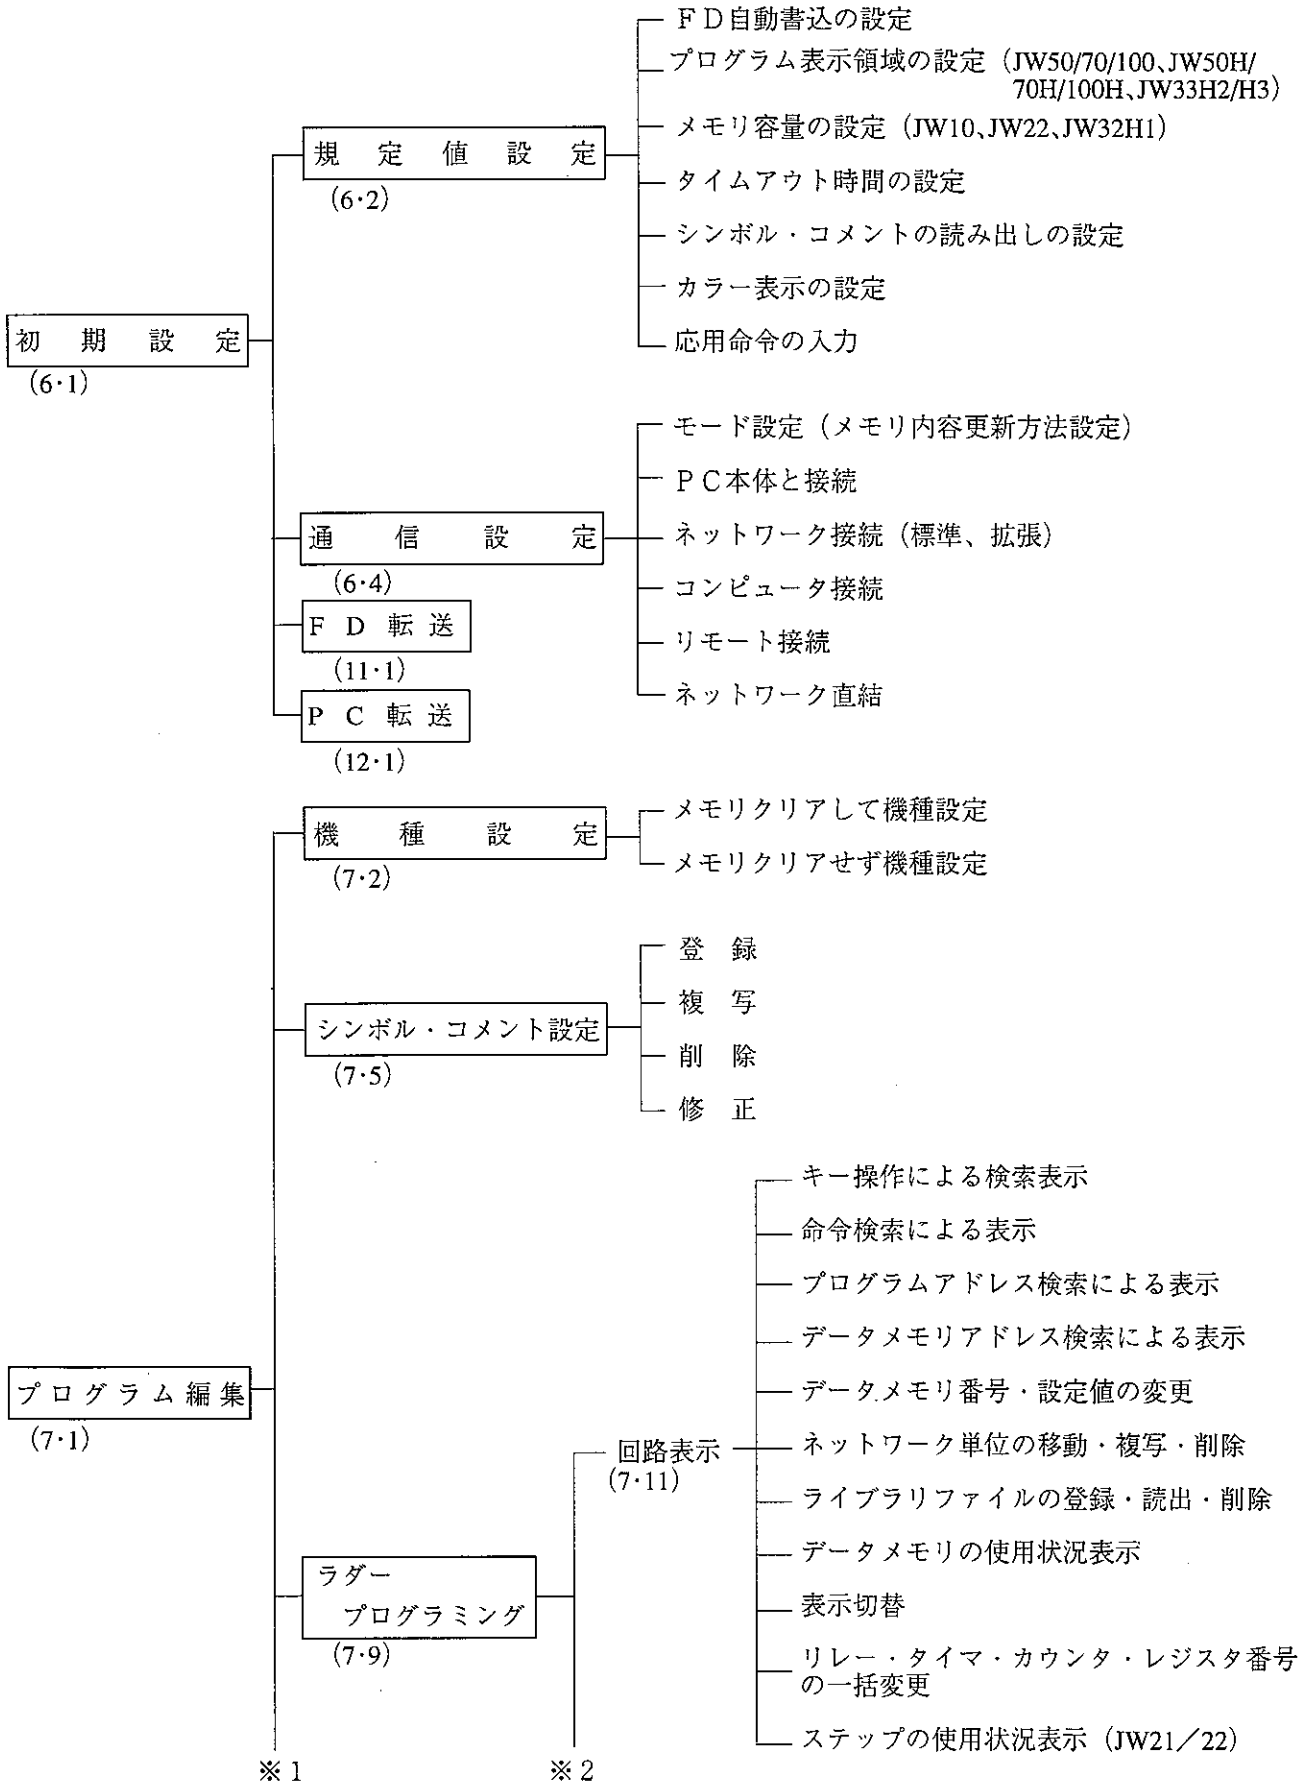 初期設定
(6·1)
規定値設定
(6·2)
FD自動書込の設定
プログラム表示領域の設定（JW50/70/100、JW50H/
70H/100H、JW33H2/H3）
メモリ容量の設定（JW10、JW22、JW32H1）
タイムアウト時間の設定
シンボル・コメントの読み出しの設定
カラー表示の設定
応用命令の入力
通信設定
(6·4)
モード設定（メモリ内容更新方法設定）
PC本体と接続
ネットワーク接続（標準、拡張）
コンピュータ接続
リモート接続
ネットワーク直結
FD転送
(11·1)
PC転送
(12·1)
プログラム編集
(7·1)
機種設定
(7·2)
メモリクリアして機種設定
メモリクリアせず機種設定
シンボル・コメント設定
(7·5)
登録
複写
削除
修正
ラダー
プログラミング
(7·9)
回路表示
(7·11)
キー操作による検索表示
命令検索による表示
プログラムアドレス検索による表示
データメモリアドレス検索による表示
データメモリ番号・設定値の変更
ネットワーク単位の移動・複写・削除
ライブラリファイルの登録・読出・削除
データメモリの使用状況表示
表示切替
リレー・タイマ・カウンタ・レジスタ番号
の一括変更
ステップの使用状況表示（JW21／22）
※1
※2